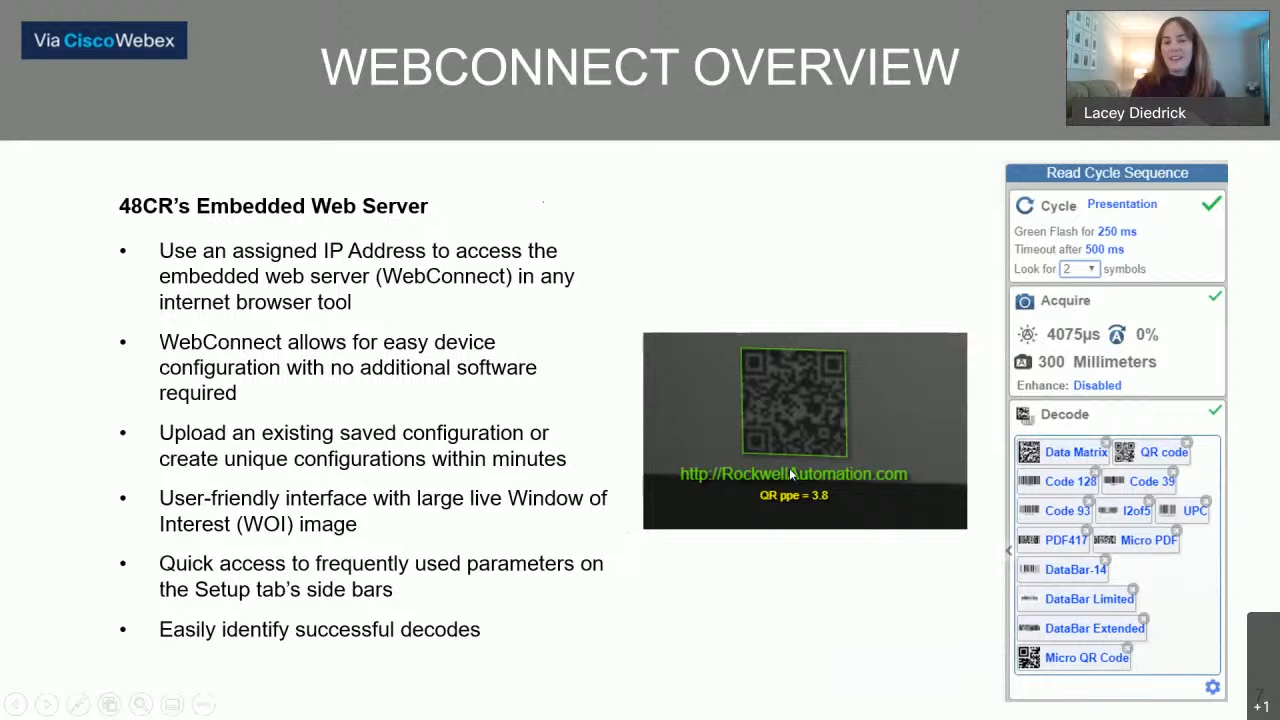 Via CiscoWebex
WEBCONNECT OVERVIEW
Lacey Diedrick
48CR's Embedded Web Server
• Use an assigned IP Address to access the
embedded web server (WebConnect) in any
internet browser tool
• WebConnect allows for easy device
configuration with no additional software
required
• Upload an existing saved configuration or
create unique configurations within minutes
• User-friendly interface with large live Window of
Interest (WOI) image
• Quick access to frequently used parameters on
the Setup tab's side bars
• Easily identify successful decodes
http://RockwellAutomation.com
QR ppe = 3.8
Read Cycle Sequence
Cycle Presentation
Green Flash for 250 ms
Timeout after 500 ms
Look for 2 symbols
Acquire
4075µs 0%
300 Millimeters
Enhance: Disabled
Decode
Data Matrix QR code
Code 128 Code 39
Code 93 I2of5 UPC
PDF417 Micro PDF
DataBar-14
DataBar Limited
DataBar Extended
Micro QR Code
7
+1